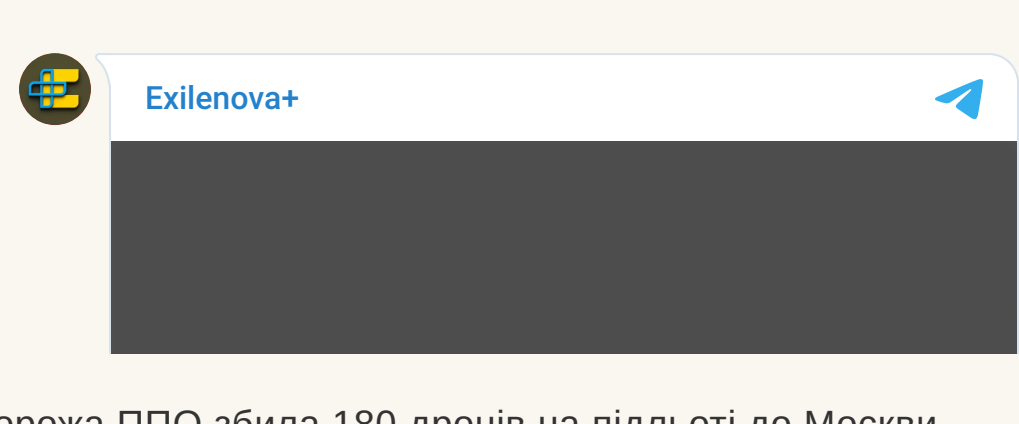 Exilenova+
ППО збила 180 дронів на підльоті до Москви